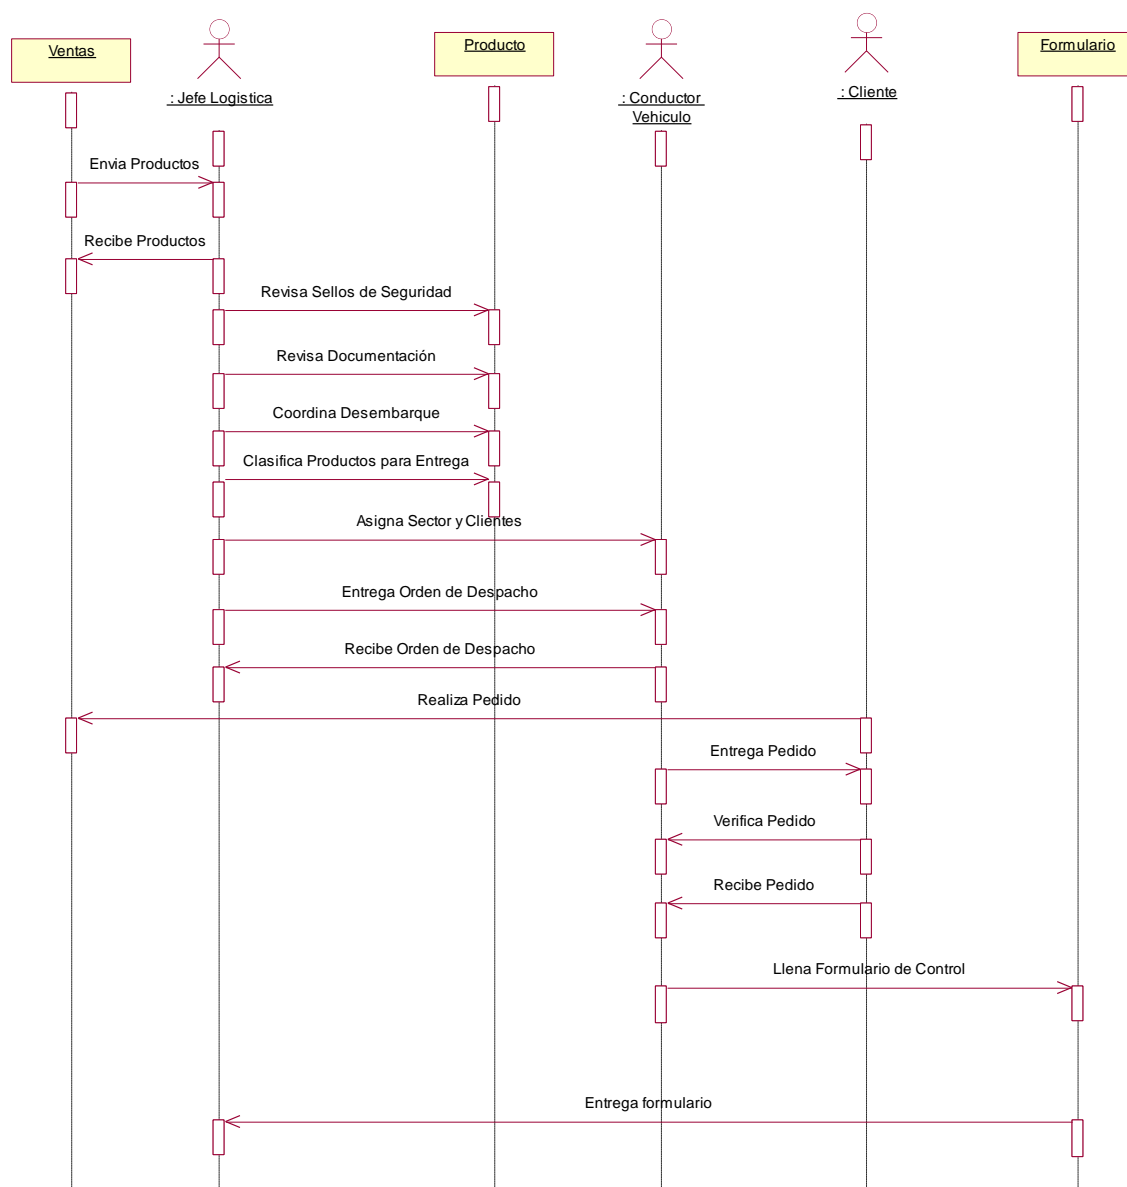 Ventas
: Jefe Logistica
Producto
: Conductor
Vehiculo
: Cliente
Formulario
Envia Productos
Recibe Productos
Revisa Sellos de Seguridad
Revisa Documentación
Coordina Desembarque
Clasifica Productos para Entrega
Asigna Sector y Clientes
Entrega Orden de Despacho
Recibe Orden de Despacho
Realiza Pedido
Entrega Pedido
Verifica Pedido
Recibe Pedido
Llena Formulario de Control
Entrega formulario